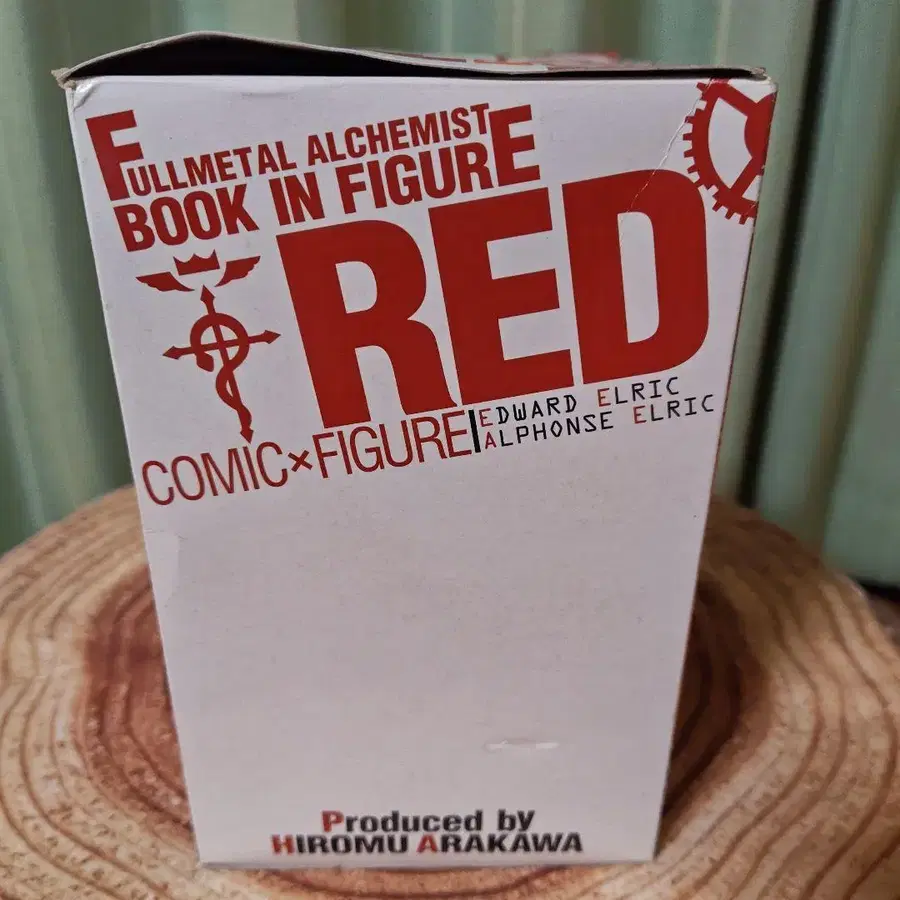 FULLMETAL ALCHEMIST
BOOK IN FIGURE
RED
COMIC×FIGURE
EDWARD ELRIC
ALPHONSE ELRIC
Produced by
HIROMU ARAKAWA